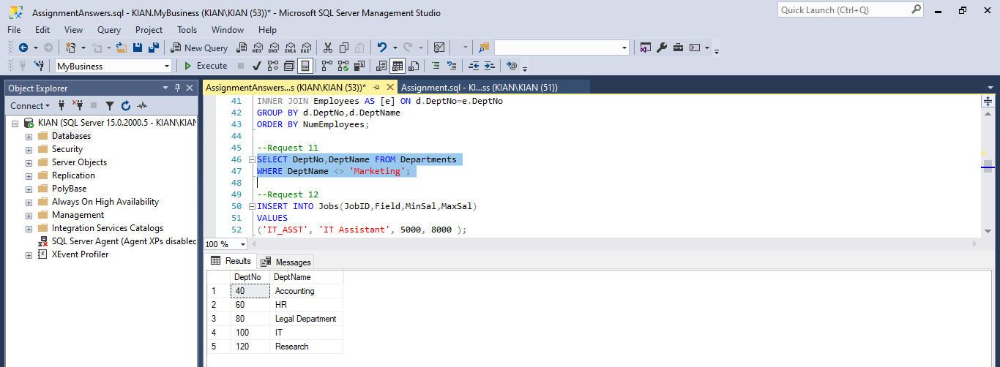 AssignmentAnswers.sql - KIAN.MyBusiness (KIAN\KIAN (53))* - Microsoft SQL Server Management Studio
Quick Launch (Ctrl+Q)
File Edit View Query Project Tools Window Help
New Query MDX DMX XMLA DAX
MyBusiness Execute
Object Explorer
AssignmentAnswers...s (KIAN\KIAN (53))* Assignment.sql - KI...ss (KIAN\KIAN (51))
Connect
KIAN (SQL Server 15.0.2000.5 - KIAN\KIAN
Databases
Security
Server Objects
Replication
PolyBase
Always On High Availability
Management
Integration Services Catalogs
SQL Server Agent (Agent XPs disabled
XEvent Profiler
41 INNER JOIN Employees AS [e] ON d.DeptNo=e.DeptNo
42 GROUP BY d.DeptNo,d.DeptName
43 ORDER BY NumEmployees;
44
45 --Request 11
46 SELECT DeptNo,DeptName FROM Departments
47 WHERE DeptName <> 'Marketing';
48
49 --Request 12
50 INSERT INTO Jobs(JobID,Field,MinSal,MaxSal)
51 VALUES
52 ('IT_ASST', 'IT Assistant', 5000, 8000 );
100 %
Results Messages
DeptNo DeptName
1 40 Accounting
2 60 HR
3 80 Legal Department
4 100 IT
5 120 Research